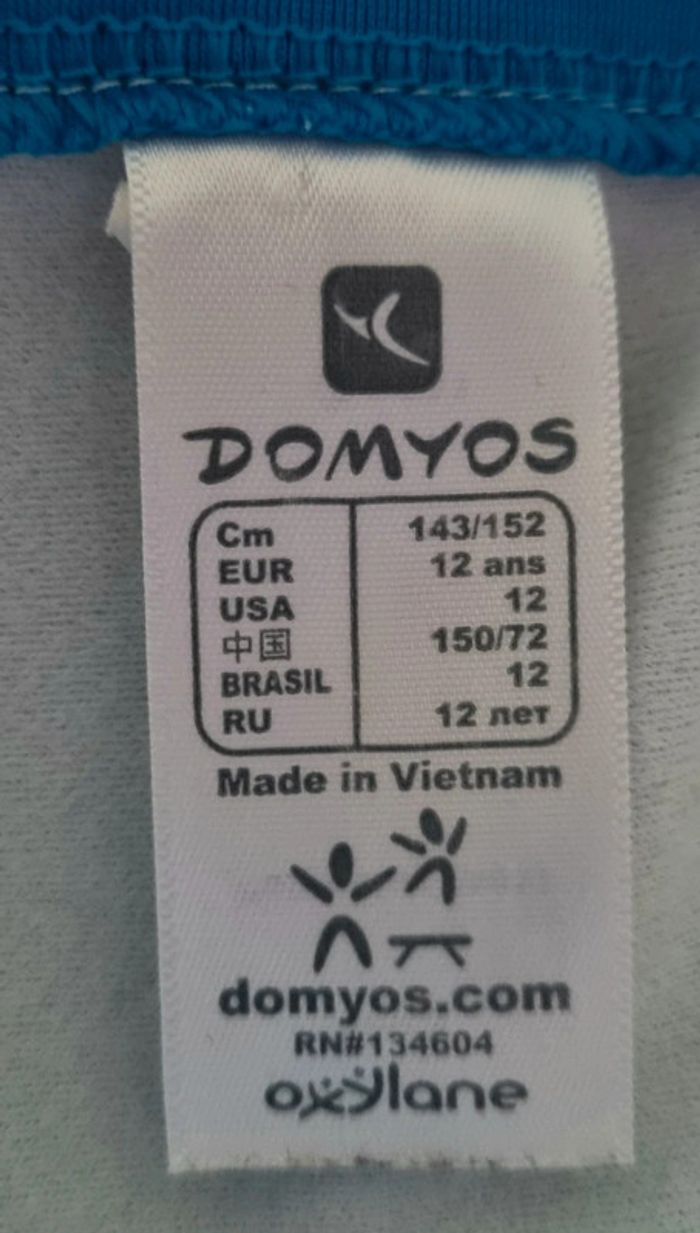 DOMYOS
Cm 143/152
EUR 12 ans
USA 12
中国 150/72
BRASIL 12
RU 12 лет
Made in Vietnam
domyos.com
RN#134604
oxylane